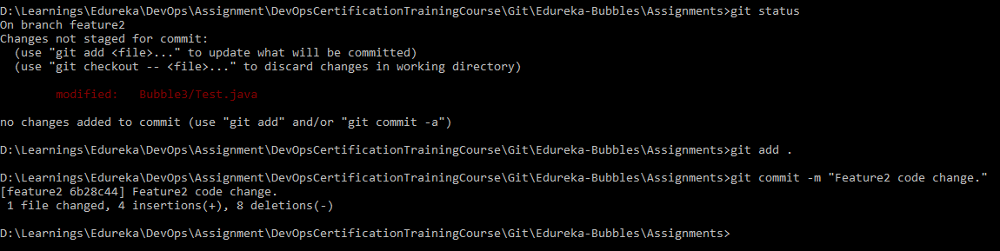 D:\Learnings\Edureka\DevOps\Assignment\DevOpsCertificationTrainingCourse\Git\Edureka-Bubbles\Assignments>git status
On branch feature2
Changes not staged for commit:
  (use "git add <file>..." to update what will be committed)
  (use "git checkout -- <file>..." to discard changes in working directory)
        modified:   Bubble3/Test.java
no changes added to commit (use "git add" and/or "git commit -a")
D:\Learnings\Edureka\DevOps\Assignment\DevOpsCertificationTrainingCourse\Git\Edureka-Bubbles\Assignments>git add .
D:\Learnings\Edureka\DevOps\Assignment\DevOpsCertificationTrainingCourse\Git\Edureka-Bubbles\Assignments>git commit -m "Feature2 code change."
[feature2 6b28c44] Feature2 code change.
 1 file changed, 4 insertions(+), 8 deletions(-)
D:\Learnings\Edureka\DevOps\Assignment\DevOpsCertificationTrainingCourse\Git\Edureka-Bubbles\Assignments>